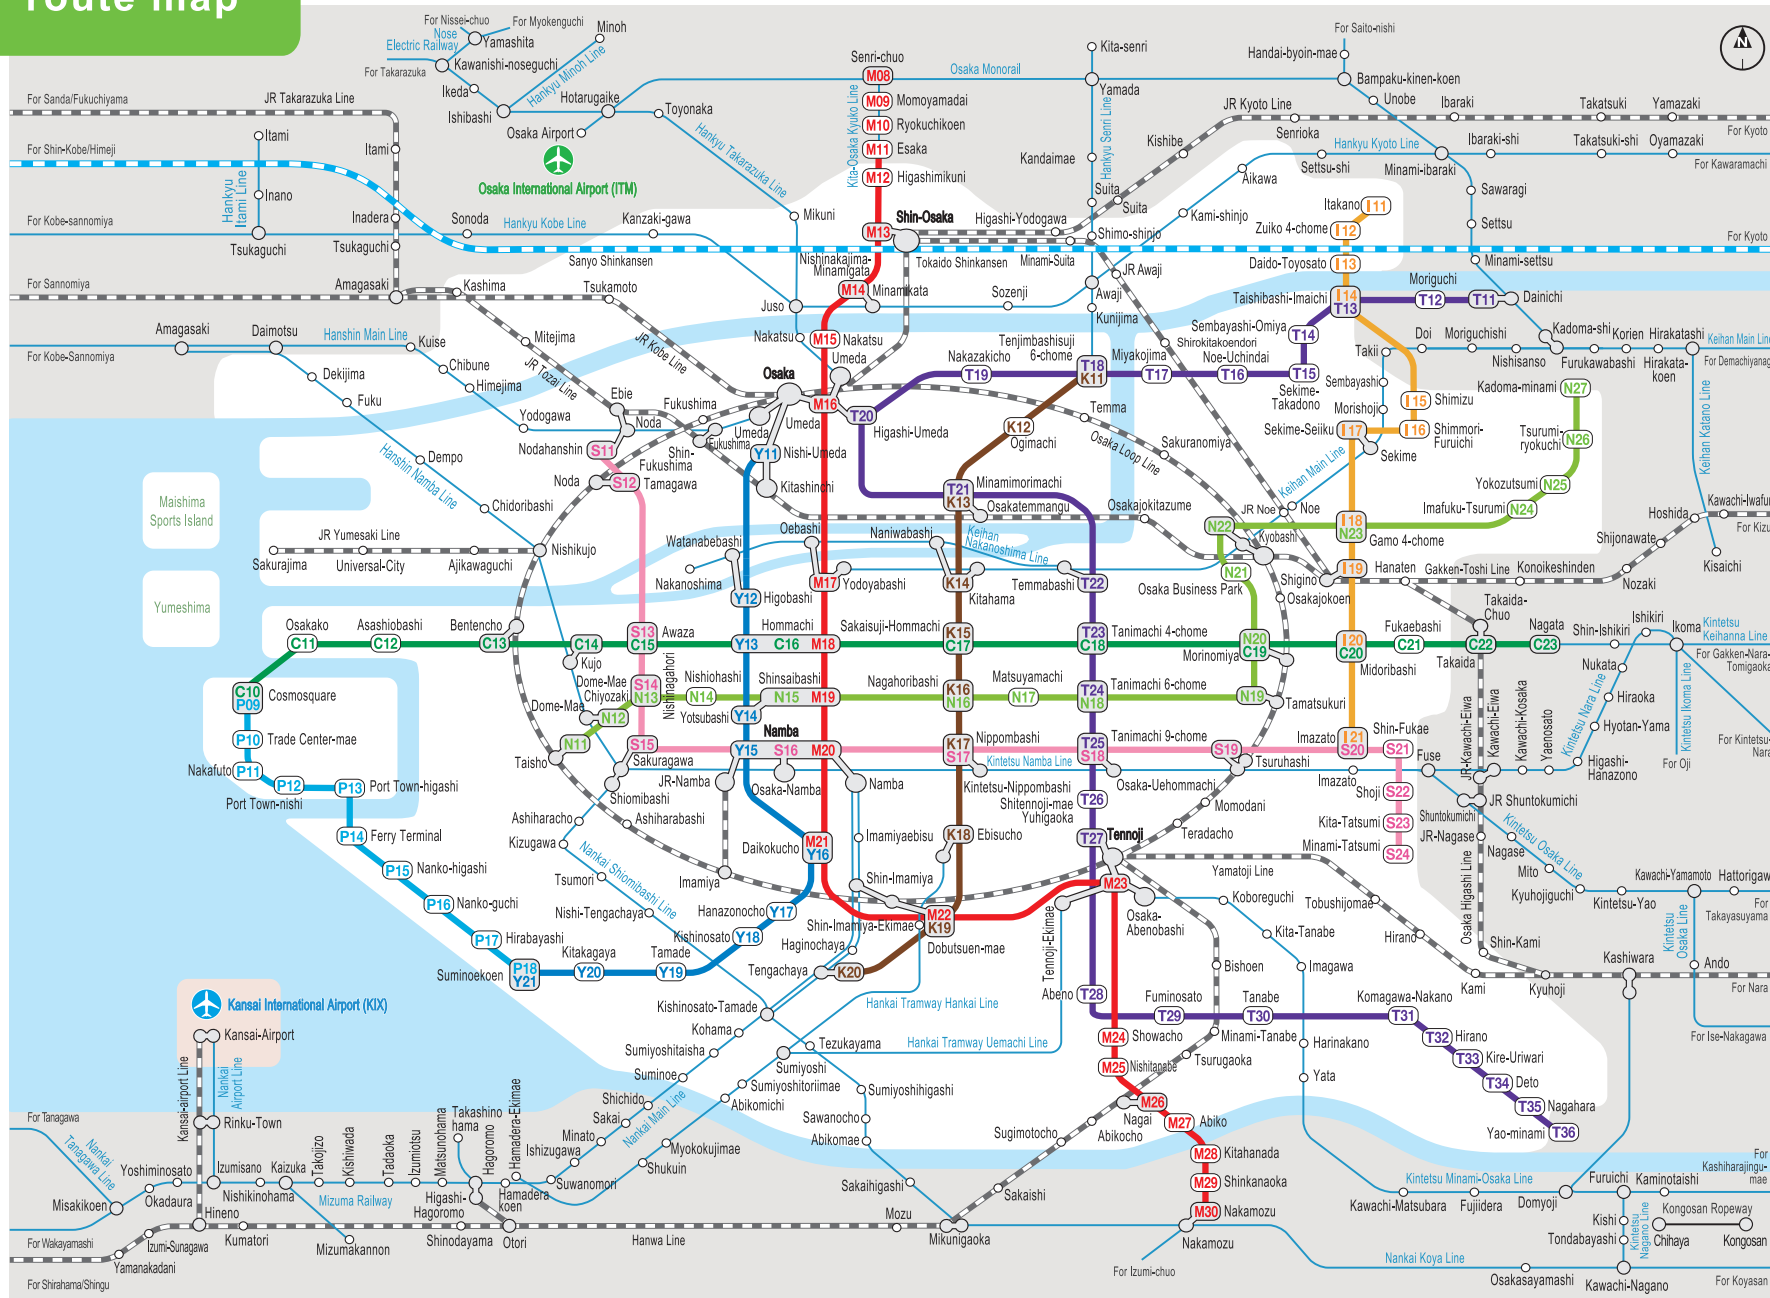 route map
For Nissei-chuo
For Myokenguchi
Nose
Electric Railway
Yamashita
Minoh
For Takarazuka
Kawanishi-noseguchi
Hankyu Minoh Line
Ikeda
Hotarugaike
Ishibashi
Osaka Airport
Toyonaka
Osaka International Airport (ITM)
Senri-chuo
M08
M09 Momoyamadai
M10 Ryokuchikoen
M11 Esaka
M12 Higashimikuni
Kita-Osaka Kyuko Line
Osaka Monorail
Kita-senri
Yamada
Hankyu Senri Line
Kandaimae
Suita
Suita
Kishibe
JR Kyoto Line
Senrioka
For Saito-nishi
Handai-byoin-mae
Bampaku-kinen-koen
Unobe
Ibaraki
Takatsuki
Yamazaki
For Kyoto
Hankyu Kyoto Line
Ibaraki-shi
Takatsuki-shi
Oyamazaki
For Kawaramachi
Settsu-shi
Minami-ibaraki
Aikawa
Sawaragi
Settsu
For Kyoto
Minami-settsu
For Sanda/Fukuchiyama
JR Takarazuka Line
For Shin-Kobe/Himeji
Itami
Itami
Hankyu
Itami Line
Inano
Inadera
For Kobe-sannomiya
Tsukaguchi
Tsukaguchi
Sonoda
Hankyu Kobe Line
Kanzaki-gawa
Hankyu Takarazuka Line
Mikuni
Sanyo Shinkansen
Tokaido Shinkansen
M13
Shin-Osaka
Higashi-Yodogawa
Shimo-shinjo
Minami-Suita
Kami-shinjo
JR Awaji
Nishinakajima-
Minamigata
M14 Minamikata
Itakano I11
Zuiko 4-chome I12
Daido-Toyosato I13
Taishibashi-Imaichi I14
T13
Moriguchi
T12
T11 Dainichi
For Sannomiya
Amagasaki
Kashima
Tsukamoto
Juso
Sozenji
Awaji
Kunijima
Amagasaki
Daimotsu
Hanshin Main Line
Kuise
Mitejima
JR Kobe Line
JR Tozai Line
Nakatsu
M15 Nakatsu
Umeda
For Kobe-Sannomiya
Chibune
Himejima
Dekijima
Fuku
Yodogawa
Ebie
Noda
Fukushima
Fukushima
Osaka
M16
Umeda
Umeda
T20
Higashi-Umeda
Nakazakicho
T19
Tenjimbashisuji
6-chome
T18
K11
Miyakojima
T17
Shirokitakoendori
Noe-Uchindai
T16
Sembayashi-Omiya
T14
T15
Sekime-
Takadono
Takii
Doi
Moriguchishi
Nishisanso
Kadoma-shi
Furukawabashi
Korien
Hirakatashi
Hirakata-
koen
Keihan Main Line
For Demachiyanagi
Sembayashi
Morishoji
Kadoma-minami N27
I15 Shimizu
I17 Sekime-Seiiku
I16 Shimmori-
Furuichi
Sekime
Tsurumi-
ryokuchi N26
Yokozutsumi N25
Imafuku-Tsurumi N24
Keihan Katano Line
Kawachi-Iwafune
Hoshida
For Kizu
Shijonawate
Kisaichi
Nozaki
Nodahanshin
S11
Shin-
Fukushima
S12 Tamagawa
Noda
Y11 Nishi-Umeda
Kitashinchi
K12
Ogimachi
Temma
Osaka Loop Line
Sakuranomiya
T21
K13
Minamimorimachi
Osakatemmangu
Osakajokitazume
Keihan Main Line
JR Noe
Noe
N22
Kyobashi
I18
N23
Gamo 4-chome
Hanshin Namba Line
Dempo
Chidoribashi
Maishima
Sports Island
Yumeshima
JR Yumesaki Line
Sakurajima
Universal-City
Ajikawaguchi
Nishikujo
Watanabebashi
Nakanoshima
Oebashi
Naniwabashi
Keihan
Nakanoshima Line
M17 Yodoyabashi
Y12 Higobashi
K14
Kitahama
Temmabashi T22
N21
Osaka Business Park
Shigino
I19
Osakajokoen
Hanaten
Gakken-Toshi Line
Konoikeshinden
Takaida-
Chuo
Osakako
C11
Asashiobashi
C12
Bentencho
C13
C14
Kujo
S13
C15
Awaza
Hommachi
Y13 C16 M18
Sakaisuji-Hommachi K15
C17
T23
C18
Tanimachi 4-chome
N20
C19
Morinomiya
I20
C20
Midoribashi
Fukaebashi
C21
C22
Takaida
Nagata
C23
Shin-Ishikiri
Ishikiri
Ikoma
Kintetsu
Keihanna Line
For Gakken-Nara-
Tomigaoka
C10
P09
Cosmosquare
P10 Trade Center-mae
Nakafuto P11
P12
Port Town-nishi
P13 Port Town-higashi
P14 Ferry Terminal
P15 Nanko-higashi
P16 Nanko-guchi
P17 Hirabayashi
Suminoekoen P18
Y21
Dome-Mae
Chiyozaki
S14
N13
Nishinagahori
Nishiohashi
N14
Shinsaibashi
N15 M19
Yotsubashi Y14
Nagahoribashi
K16
N16
Matsuyamachi
N17
T24
N18
Tanimachi 6-chome
N19
Tamatsukuri
Dome-Mae
N12
N11
Taisho
S15
Sakuragawa
Shiomibashi
Namba
Y15 S16 M20
JR-Namba
Osaka-Namba
Namba
K17
S17
Nippombashi
Kintetsu Namba Line
Kintetsu-Nippombashi
T25
S18
Tanimachi 9-chome
Osaka-Uehommachi
S19
Tsuruhashi
Imazato I21
S20
Shin-Fukae
S21
Fuse
Imazato
Shoji S22
Kita-Tatsumi S23
Minami-Tatsumi S24
Nukata
Hiraoka
Hyotan-Yama
Kintetsu Nara Line
Kintetsu Ikoma Line
For Oji
For Kintetsu-
Nara
Higashi-
Hanazono
JR-Kawachi-Eiwa
Kawachi-Eiwa
Kawachi-Kosaka
Yaenosato
JR Shuntokumichi
Shuntokumichi
JR-Nagase
Nagase
Mito
Kyuhojiguchi
Kintetsu Osaka Line
Kintetsu-Yao
Kawachi-Yamamoto
Hattorigawa
For
Takayasuyama
Shitennoji-mae
Yuhigaoka
T26
T27
Tennoji
M23
Momodani
Teradacho
Yamatoji Line
Tobushijomae
Hirano
Kami
Kyuhoji
Osaka Higashi Line
Shin-Kami
Kashiwara
Kintetsu
Osaka Line
Ando
For Nara
For Ise-Nakagawa
Ashiharacho
Ashiharabashi
Kizugawa
Tsumori
Nankai Shiomibashi Line
Nishi-Tengachaya
Imamiya
Daikokucho
M21
Y16
Imamiyaebisu
K18 Ebisucho
Shin-Imamiya
Shin-Imamiya-Ekimae
M22
K19
Dobutsuen-mae
Hanazonocho Y17
Kishinosato Y18
Tamade
Y19
Kitakagaya
Y20
Haginochaya
Tengachaya K20
Tennoji-Ekimae
Osaka-
Abenobashi
Koboreguchi
Kita-Tanabe
Bishoen
Imagawa
Abeno T28
Fuminosato
T29
Tanabe
T30
Komagawa-Nakano
T31
Hirano
T32
Kire-Uriwari
T33
Deto
T34
Nagahara
T35
Yao-minami T36
Kishinosato-Tamade
Hankai Tramway Hankai Line
Hankai Tramway Uemachi Line
Kohama
Sumiyoshitaisha
Suminoe
Tezukayama
Sumiyoshi
Sumiyoshitoriimae
Sumiyoshihigashi
Abikomichi
Sawanocho
Abikomae
M24 Showacho
M25 Nishitanabe
Minami-Tanabe
Tsurugaoka
Harinakano
Yata
M26
Nagai
M27 Abiko
Abikocho
Sugimotocho
M28 Kitahanada
M29 Shinkanaoka
M30 Nakamozu
Nakamozu
Sakaishi
Sakaihigashi
Mozu
Mikunigaoka
Shichido
Sakai
Minato
Ishizugawa
Suwanomori
Nankai Main Line
Myokokujimae
Shukuin
Kansai International Airport (KIX)
Kansai-Airport
Kansai-airport Line
Nankai
Airport Line
Rinku-Town
For Tanagawa
Nankai
Tanagawa Line
Misakikoen
Yoshiminosato
Okadaura
Izumisano
Nishikinohama
Kaizuka
Takojizo
Kishiwada
Tadaoka
Izumiotsu
Matsunohama
Takashino
hama
Hagoromo
Hamadera-Ekimae
Hamadera
koen
Mizuma Railway
Mizumakannon
Higashi-
Hagoromo
Hineno
Izumi-Sunagawa
Kumatori
Shinodayama
Otori
Hanwa Line
Yamanakadani
For Wakayamashi
For Shirahama/Shingu
For Izumi-chuo
Nankai Koya Line
Kintetsu Minami-Osaka Line
Kawachi-Matsubara
Fujiidera
Domyoji
Furuichi
Kaminotaishi
For
Kashiharajingu-
mae
Kishi
Tondabayashi
Kintetsu
Nagano Line
Kongosan Ropeway
Chihaya
Kongosan
Osakasayamashi
Kawachi-Nagano
For Koyasan
N